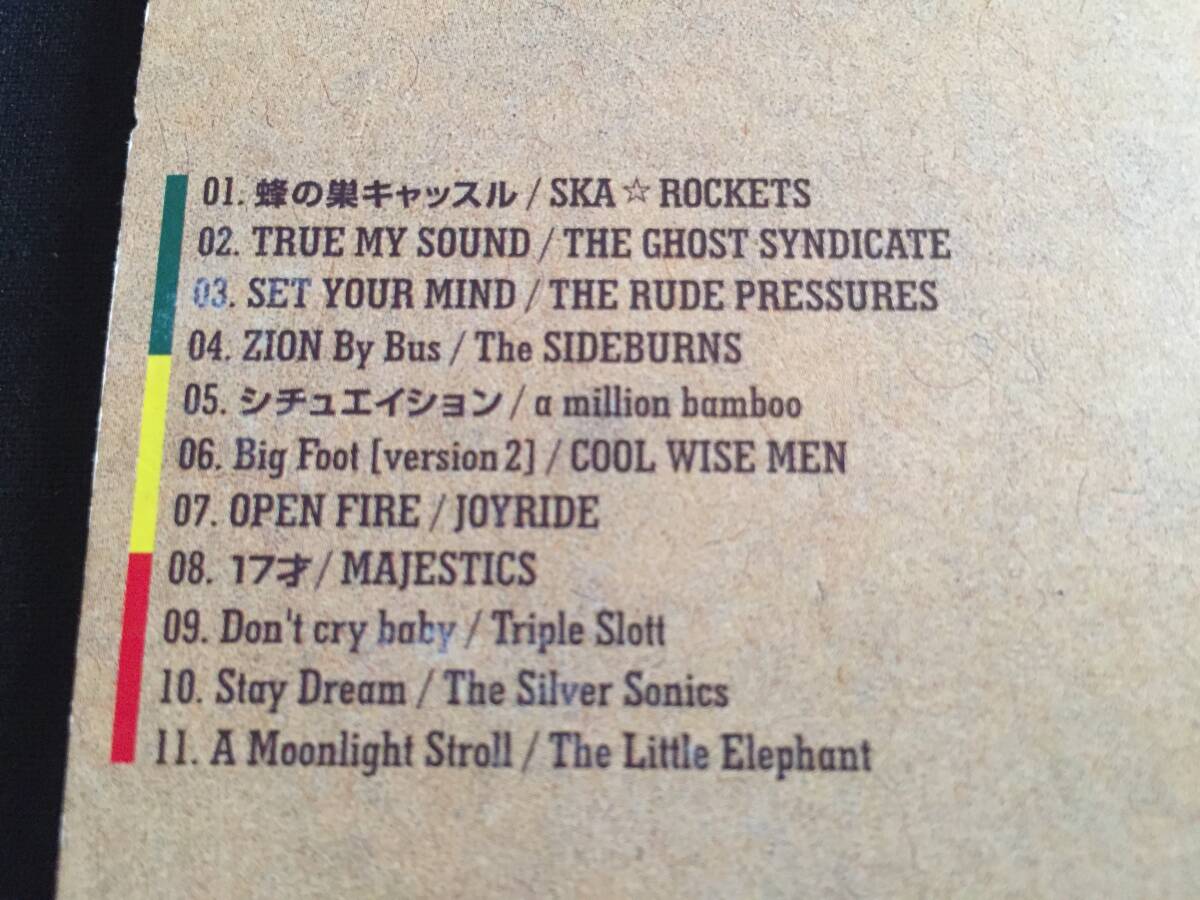 01. 蜂の巣キャッスル / SKA☆ROCKETS
02. TRUE MY SOUND / THE GHOST SYNDICATE
03. SET YOUR MIND / THE RUDE PRESSURES
04. ZION By Bus / The SIDEBURNS
05. シチュエイション / a million bamboo
06. Big Foot [version 2] / COOL WISE MEN
07. OPEN FIRE / JOYRIDE
08. 17才 / MAJESTICS
09. Don't cry baby / Triple Slott
10. Stay Dream / The Silver Sonics
11. A Moonlight Stroll / The Little Elephant